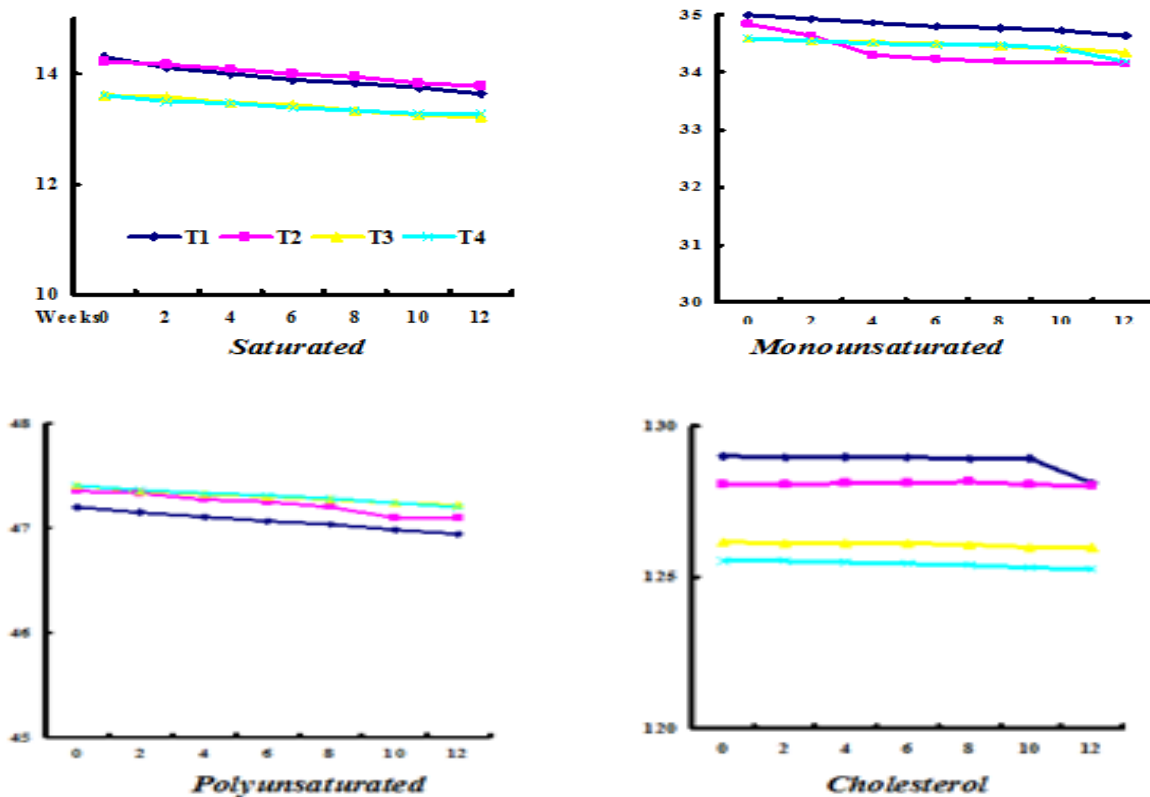 14
12
T1 T2 T3 T4
10
Weeks0 2 4 6 8 10 12
Saturated
35
34
33
32
31
30
0 2 4 6 8 10 12
Monounsaturated
48
47
46
45
0 2 4 6 8 10 12
Polyunsaturated
130
125
120
0 2 4 6 8 10 12
Cholesterol